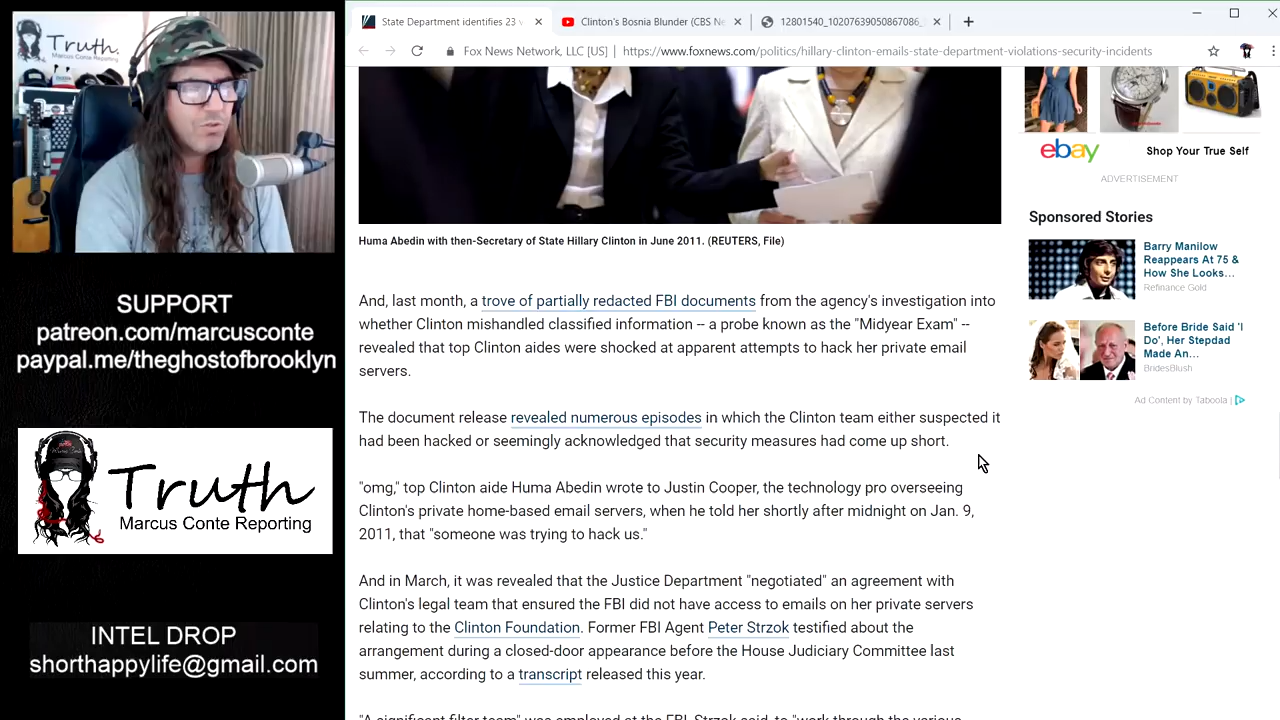 Truth.
Marcus Conte Reporting
SUPPORT
patreon.com/marcusconte
paypal.me/theghostofbrooklyn
Truth
Marcus Conte Reporting
INTEL DROP
shorthappylife@gmail.com
State Department identifies 23 v
Clinton's Bosnia Blunder (CBS Ne
12801540_10207639050867086_
Fox News Network, LLC [US]
https://www.foxnews.com/politics/hillary-clinton-emails-state-department-violations-security-incidents
Huma Abedin with then-Secretary of State Hillary Clinton in June 2011. (REUTERS, File)
And, last month, a trove of partially redacted FBI documents from the agency's investigation into
whether Clinton mishandled classified information -- a probe known as the "Midyear Exam" --
revealed that top Clinton aides were shocked at apparent attempts to hack her private email
servers.
The document release revealed numerous episodes in which the Clinton team either suspected it
had been hacked or seemingly acknowledged that security measures had come up short.
"omg," top Clinton aide Huma Abedin wrote to Justin Cooper, the technology pro overseeing
Clinton's private home-based email servers, when he told her shortly after midnight on Jan. 9,
2011, that "someone was trying to hack us."
And in March, it was revealed that the Justice Department "negotiated" an agreement with
Clinton's legal team that ensured the FBI did not have access to emails on her private servers
relating to the Clinton Foundation. Former FBI Agent Peter Strzok testified about the
arrangement during a closed-door appearance before the House Judiciary Committee last
summer, according to a transcript released this year.
"A significant filter team" was employed at the FBI, Strzok said, to "work through the various
ebay
Shop Your True Self
ADVERTISEMENT
Sponsored Stories
Barry Manilow
Reappears At 75 &
How She Looks…
Refinance Gold
Before Bride Said 'I
Do', Her Stepdad
Made An…
BridesBlush
Ad Content by Taboola